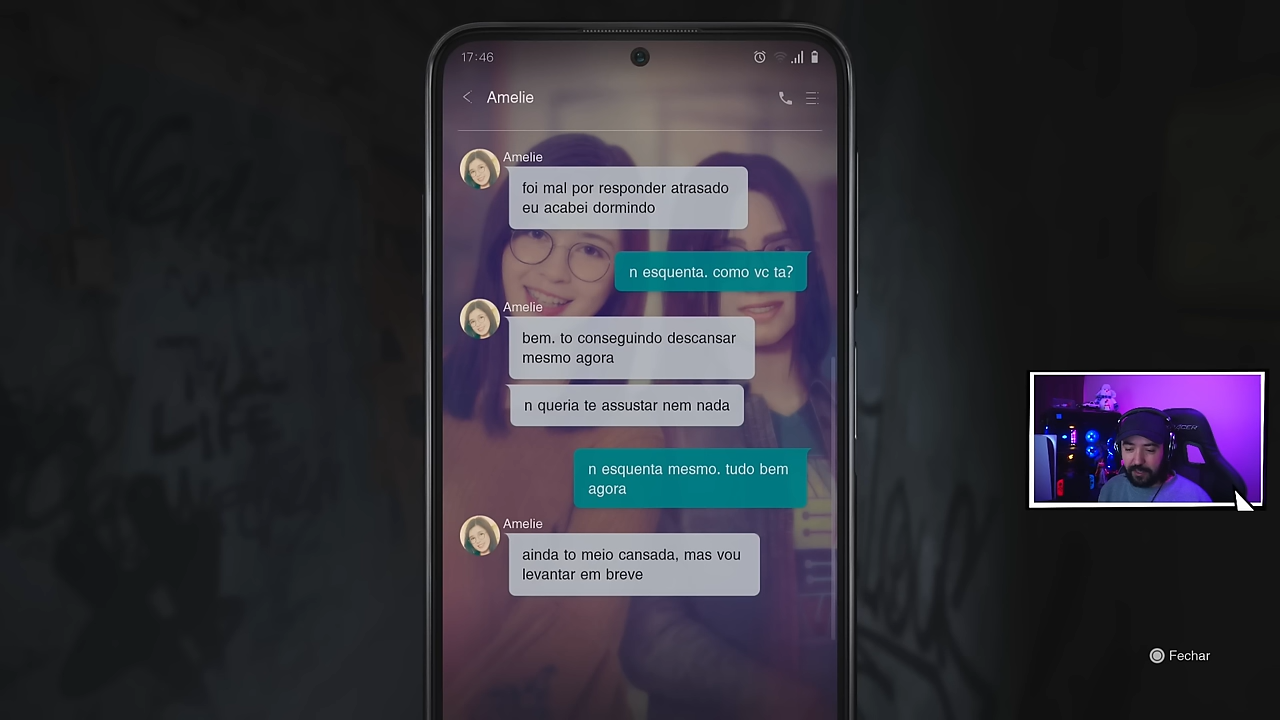 17:46
Amelie
Amelie
foi mal por responder atrasado
eu acabei dormindo
n esquenta. como vc ta?
Amelie
bem. to conseguindo descansar
mesmo agora
n queria te assustar nem nada
n esquenta mesmo. tudo bem
agora
Amelie
ainda to meio cansada, mas vou
levantar em breve
Fechar
LIFE